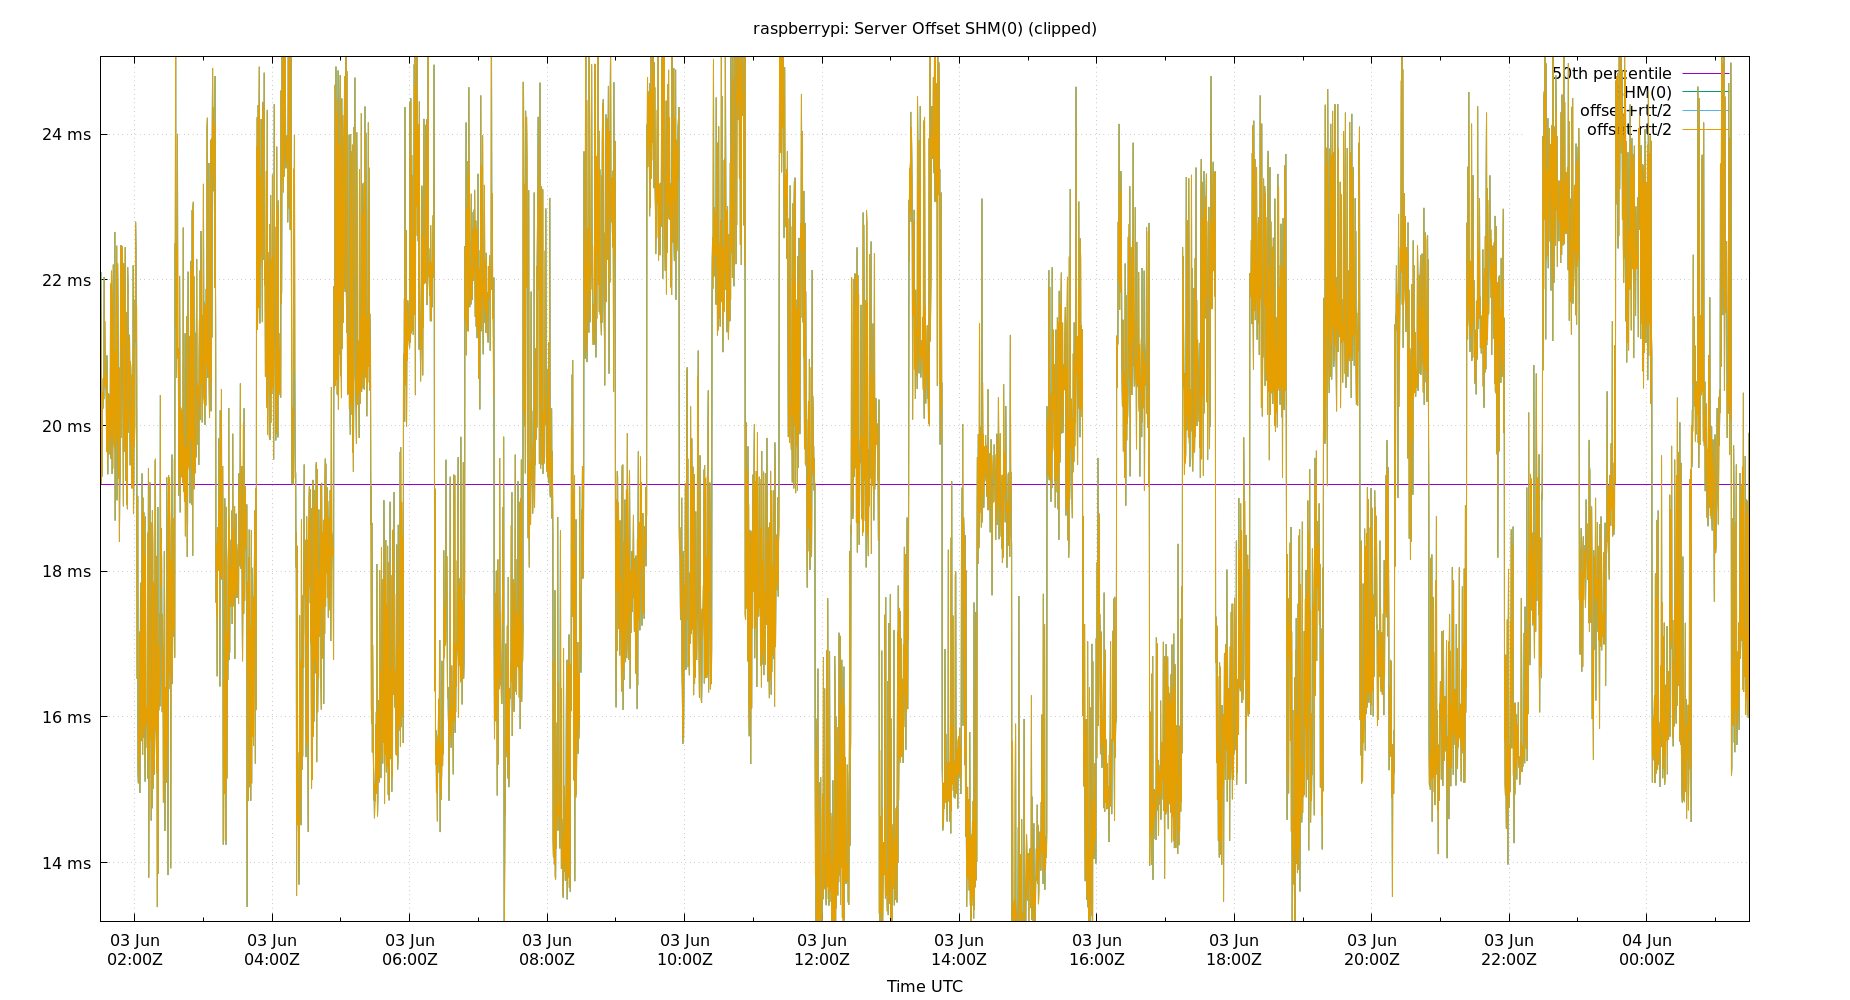 raspberrypi: Server Offset SHM(0) (clipped)
50th percentile
SHM(0)
offset+rtt/2
offset-rtt/2
24 ms
22 ms
20 ms
18 ms
16 ms
14 ms
03 Jun 03 Jun 03 Jun 03 Jun 03 Jun 03 Jun 03 Jun 03 Jun 03 Jun 03 Jun 03 Jun 04 Jun
02:00Z 04:00Z 06:00Z 08:00Z 10:00Z 12:00Z 14:00Z 16:00Z 18:00Z 20:00Z 22:00Z 00:00Z
Time UTC